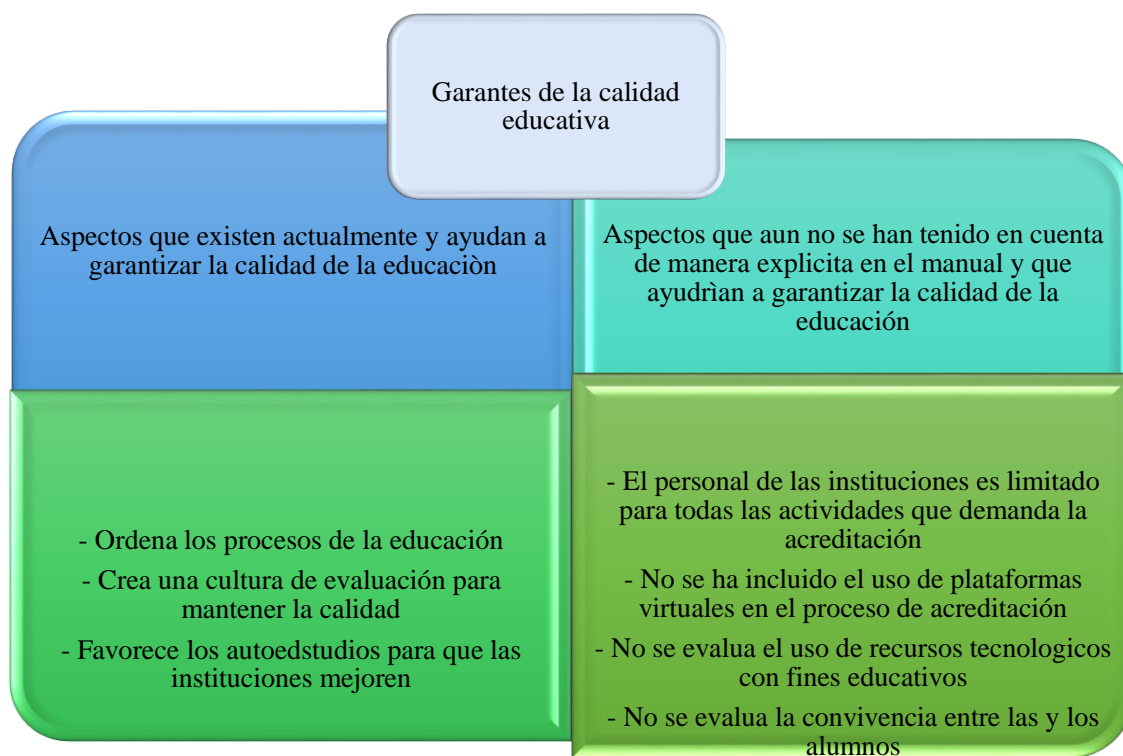 Garantes de la calidad
educativa
Aspectos que existen actualmente y ayudan a
garantizar la calidad de la educaciòn
Aspectos que aun no se han tenido en cuenta
de manera explicita en el manual y que
ayudrìan a garantizar la calidad de la
educación
- Ordena los procesos de la educación
- Crea una cultura de evaluación para
mantener la calidad
- Favorece los autoedstudios para que las
instituciones mejoren
- El personal de las instituciones es limitado
para todas las actividades que demanda la
acreditación
- No se ha incluido el uso de plataformas
virtuales en el proceso de acreditación
- No se evalua el uso de recursos tecnologicos
con fines educativos
- No se evalua la convivencia entre las y los
alumnos